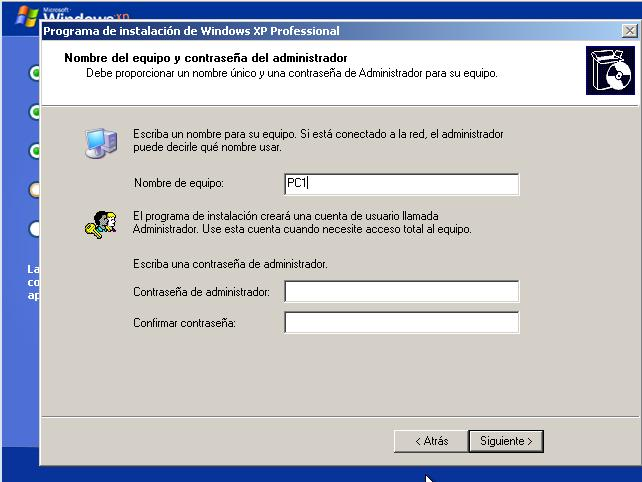 Microsoft
Windows xp
Programa de instalación de Windows XP Professional
Nombre del equipo y contraseña del administrador
Debe proporcionar un nombre único y una contraseña de Administrador para su equipo.
Escriba un nombre para su equipo. Si está conectado a la red, el administrador
puede decirle qué nombre usar.
Nombre de equipo: PC1
El programa de instalación creará una cuenta de usuario llamada
Administrador. Use esta cuenta cuando necesite acceso total al equipo.
Escriba una contraseña de administrador.
Contraseña de administrador:
Confirmar contraseña:
La
co
ap
< Atrás Siguiente >